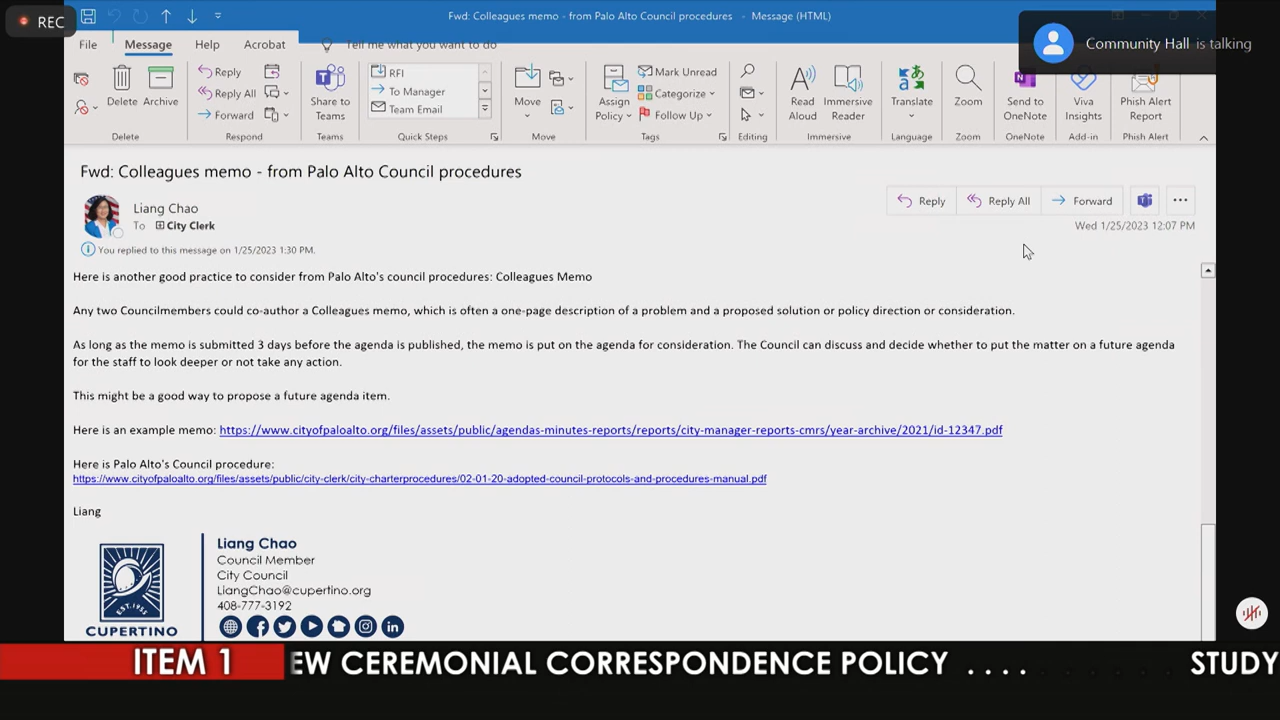 REC
Fwd: Colleagues memo - from Palo Alto Council procedures - Message (HTML)
Community Hall is talking
File Message Help Acrobat Tell me what you want to do
Delete
Archive
Delete
Reply
Reply All
Forward
Respond
Share to
Teams
Teams
RFI
To Manager
Team Email
Quick Steps
Move
Move
Assign
Policy
Mark Unread
Categorize
Follow Up
Tags
Editing
Read
Aloud
Immersive
Reader
Immersive
Translate
Language
Zoom
Zoom
Send to
OneNote
OneNote
Viva
Insights
Add-in
Phish Alert
Report
Phish Alert
Fwd: Colleagues memo - from Palo Alto Council procedures
Liang Chao
To City Clerk
Reply Reply All Forward
Wed 1/25/2023 12:07 PM
You replied to this message on 1/25/2023 1:30 PM.
Here is another good practice to consider from Palo Alto's council procedures: Colleagues Memo
Any two Councilmembers could co-author a Colleagues memo, which is often a one-page description of a problem and a proposed solution or policy direction or consideration.
As long as the memo is submitted 3 days before the agenda is published, the memo is put on the agenda for consideration. The Council can discuss and decide whether to put the matter on a future agenda
for the staff to look deeper or not take any action.
This might be a good way to propose a future agenda item.
Here is an example memo: https://www.cityofpaloalto.org/files/assets/public/agendas-minutes-reports/reports/city-manager-reports-cmrs/year-archive/2021/id-12347.pdf
Here is Palo Alto's Council procedure:
https://www.cityofpaloalto.org/files/assets/public/city-clerk/city-charterprocedures/02-01-20-adopted-council-protocols-and-procedures-manual.pdf
Liang
Liang Chao
Council Member
City Council
LiangChao@cupertino.org
408-777-3192
EST. 1955
CUPERTINO
ITEM 1 EW CEREMONIAL CORRESPONDENCE POLICY .... STUDY